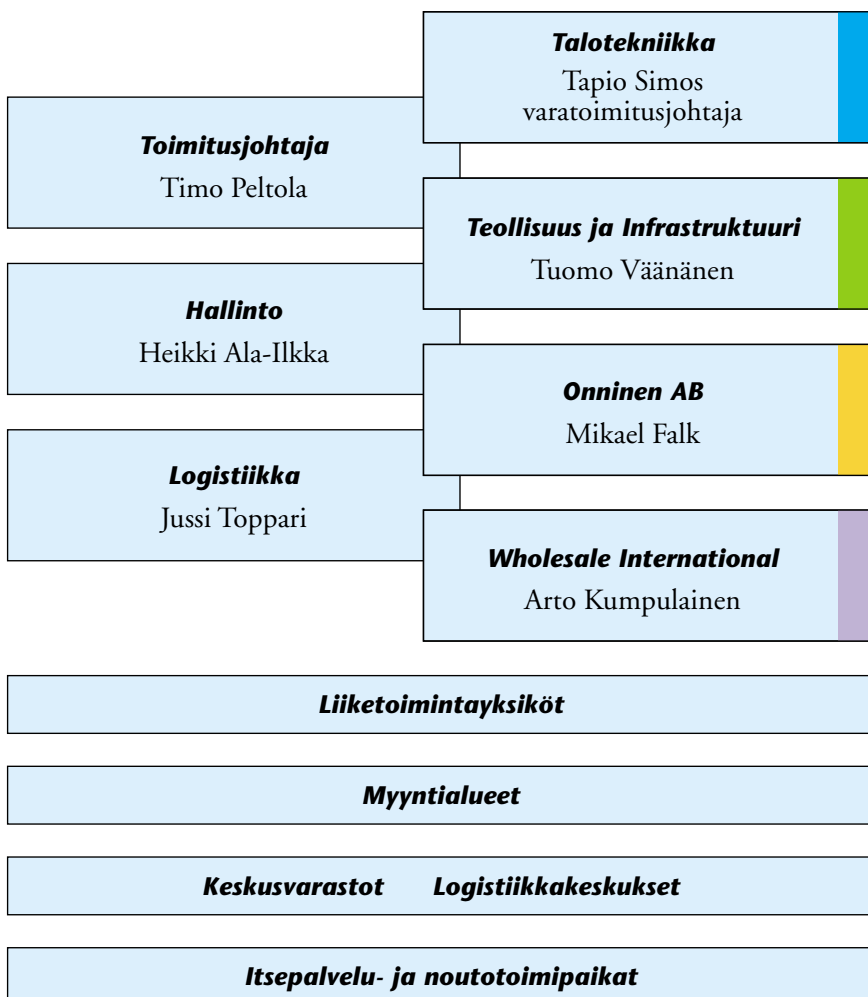 Talotekniikka
Tapio Simos
varatoimitusjohtaja
Toimitusjohtaja
Timo Peltola
Teollisuus ja Infrastruktuuri
Tuomo Väänänen
Hallinto
Heikki Ala-Ilkka
Onninen AB
Mikael Falk
Logistiikka
Jussi Toppari
Wholesale International
Arto Kumpulainen
Liiketoimintayksiköt
Myyntialueet
Keskusvarastot Logistiikkakeskukset
Itsepalvelu- ja noutotoimipaikat